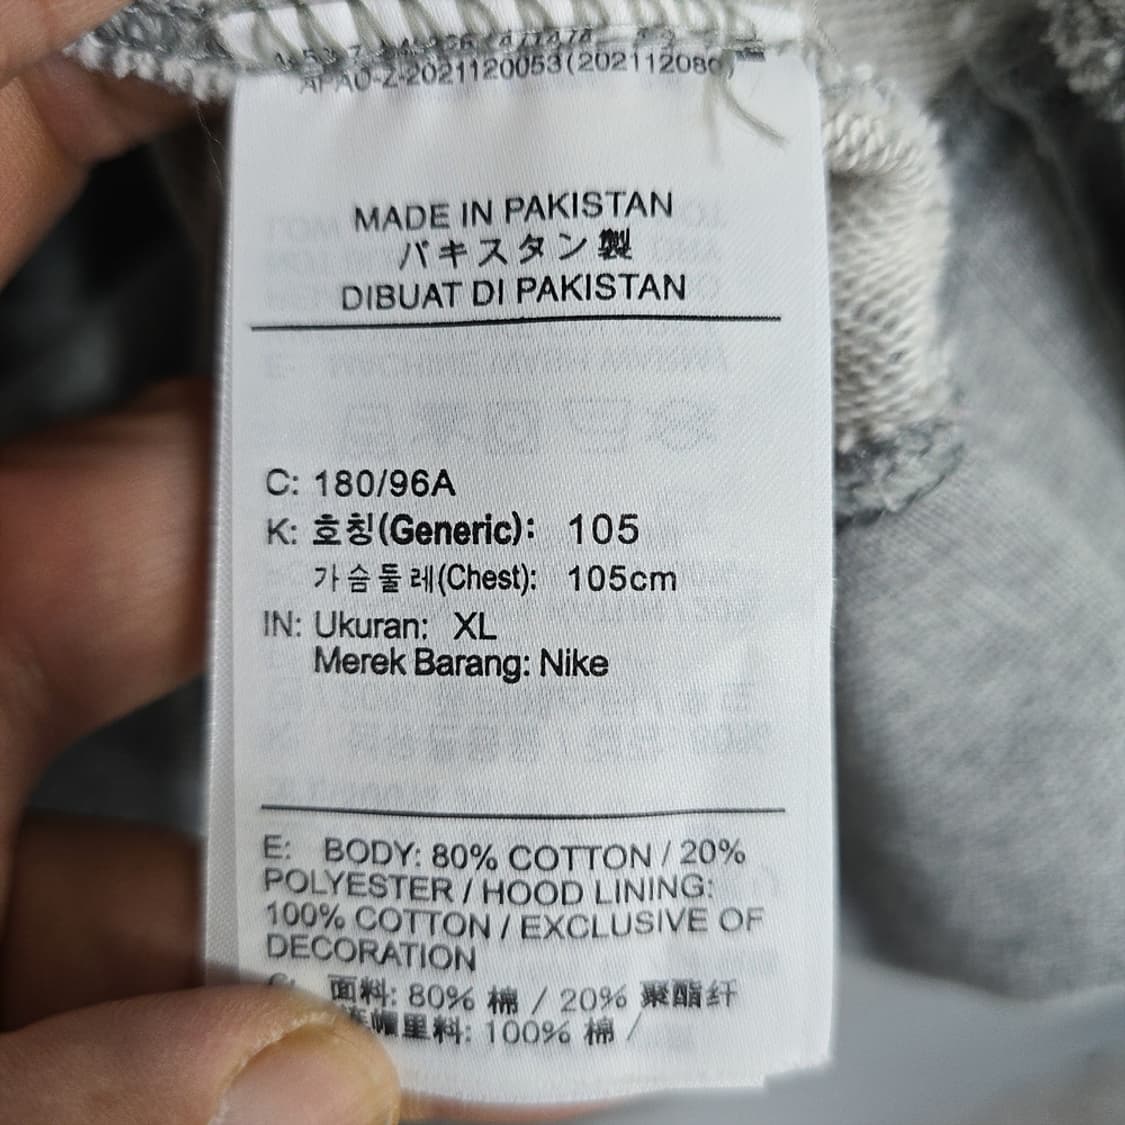 2021120053(20211208
MADE IN PAKISTAN
パキスタン製
DIBUAT DI PAKISTAN
C: 180/96A
K: 호칭(Generic): 105
가슴둘레(Chest): 105cm
IN: Ukuran: XL
Merek Barang: Nike
E: BODY: 80% COTTON / 20%
POLYESTER / HOOD LINING:
100% COTTON / EXCLUSIVE OF
DECORATION
面料: 80% 棉 / 20% 聚酯纤
帽里料: 100% 棉 /